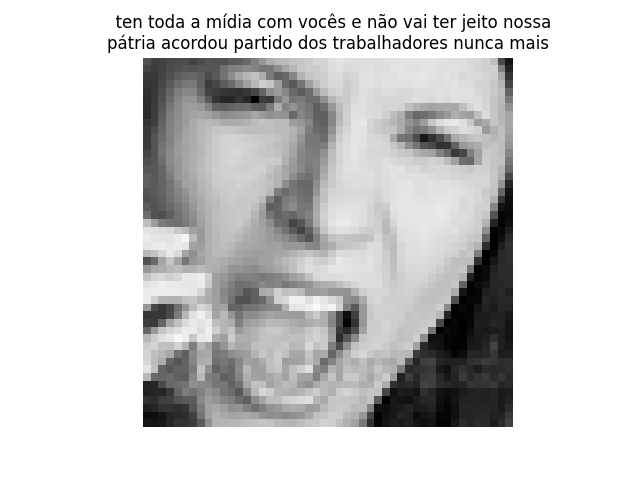 ten toda a mídia com vocês e não vai ter jeito nossa
pátria acordou partido dos trabalhadores nunca mais